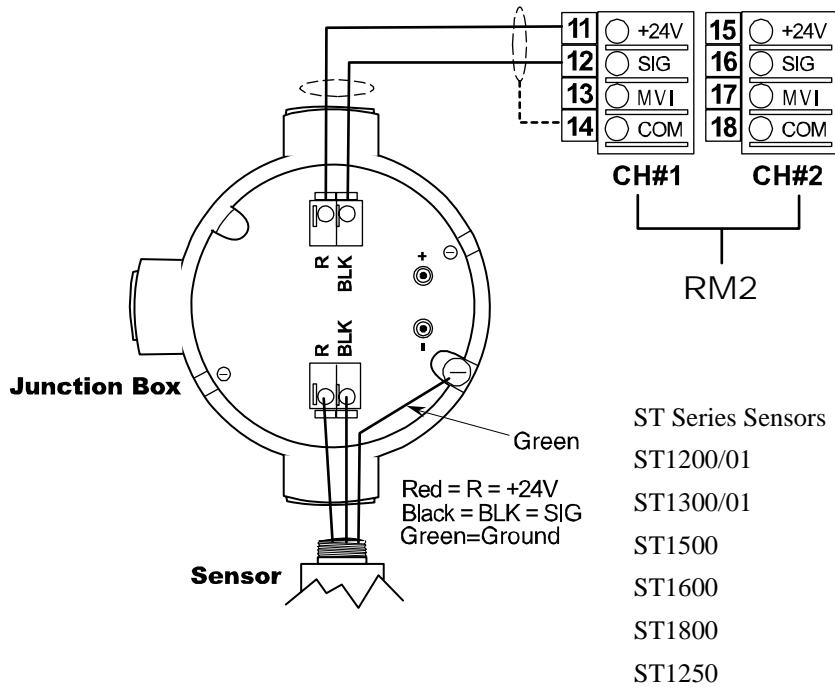 11 +24V 15 +24V
12 SIG 16 SIG
13 MVI 17 MVI
14 COM 18 COM
CH#1 CH#2
RM2
R BLK
+
-
R BLK
Junction Box
Green
Red = R = +24V
Black = BLK = SIG
Green=Ground
Sensor
ST Series Sensors
ST1200/01
ST1300/01
ST1500
ST1600
ST1800
ST1250